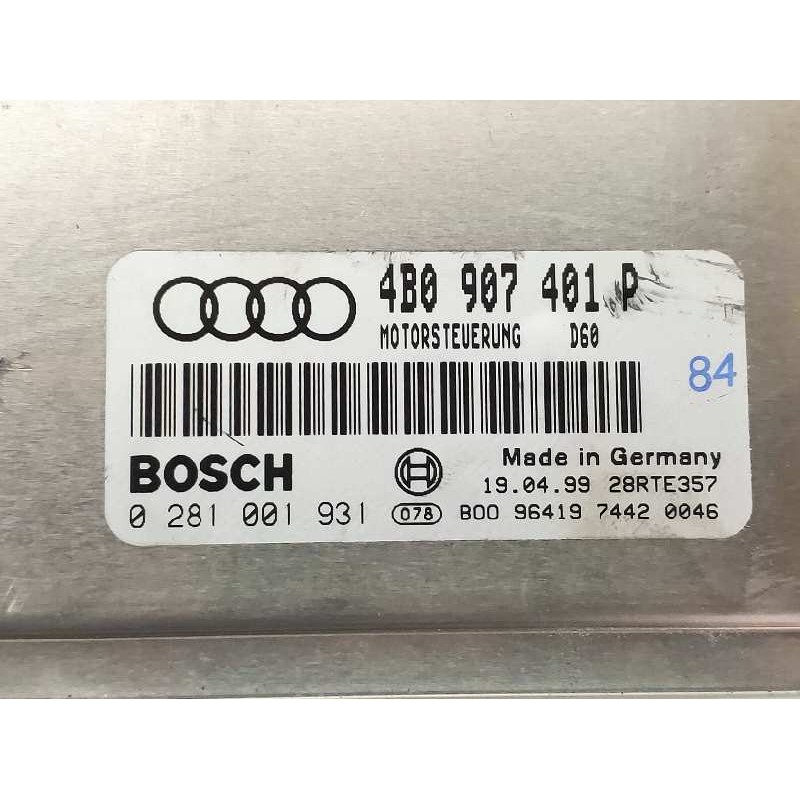 4B0 907 401 P
MOTORSTEUERUNG D60
84
BOSCH
Made in Germany
19.04.99 28RTE357
0 281 001 931 078 B00 96419 7442 0046